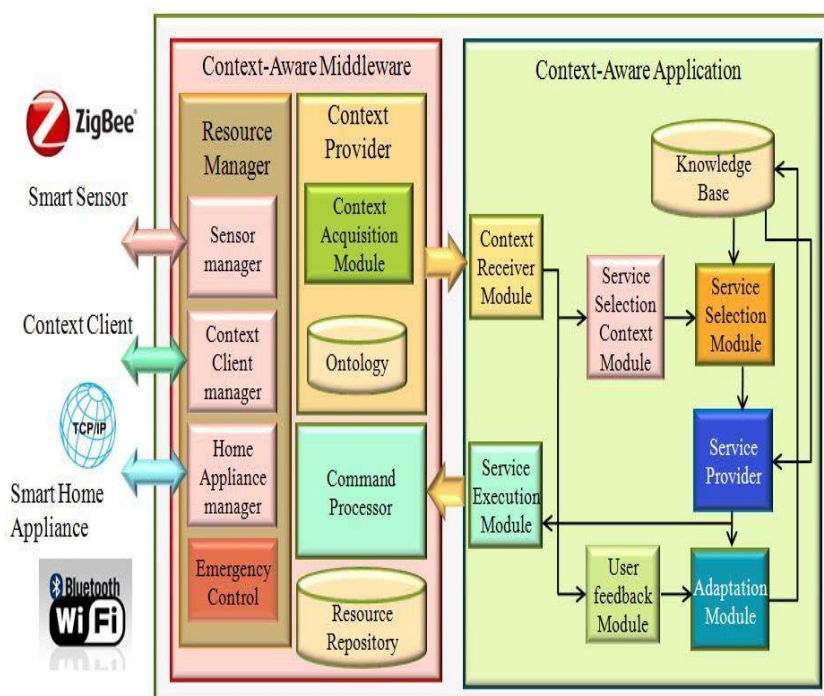 Context-Aware Middleware
Context-Aware Application
ZigBee®
Smart Sensor
Context Client
TCP/IP
Smart Home
Appliance
Bluetooth
Wi Fi
Resource
Manager
Sensor
manager
Context
Client
manager
Home
Appliance
manager
Emergency
Control
Context
Provider
Context
Acquisition
Module
Ontology
Command
Processor
Resource
Repository
Context
Receiver
Module
Service
Execution
Module
Service
Selection
Context
Module
User
feedback
Module
Knowledge
Base
Service
Selection
Module
Service
Provider
Adaptation
Module